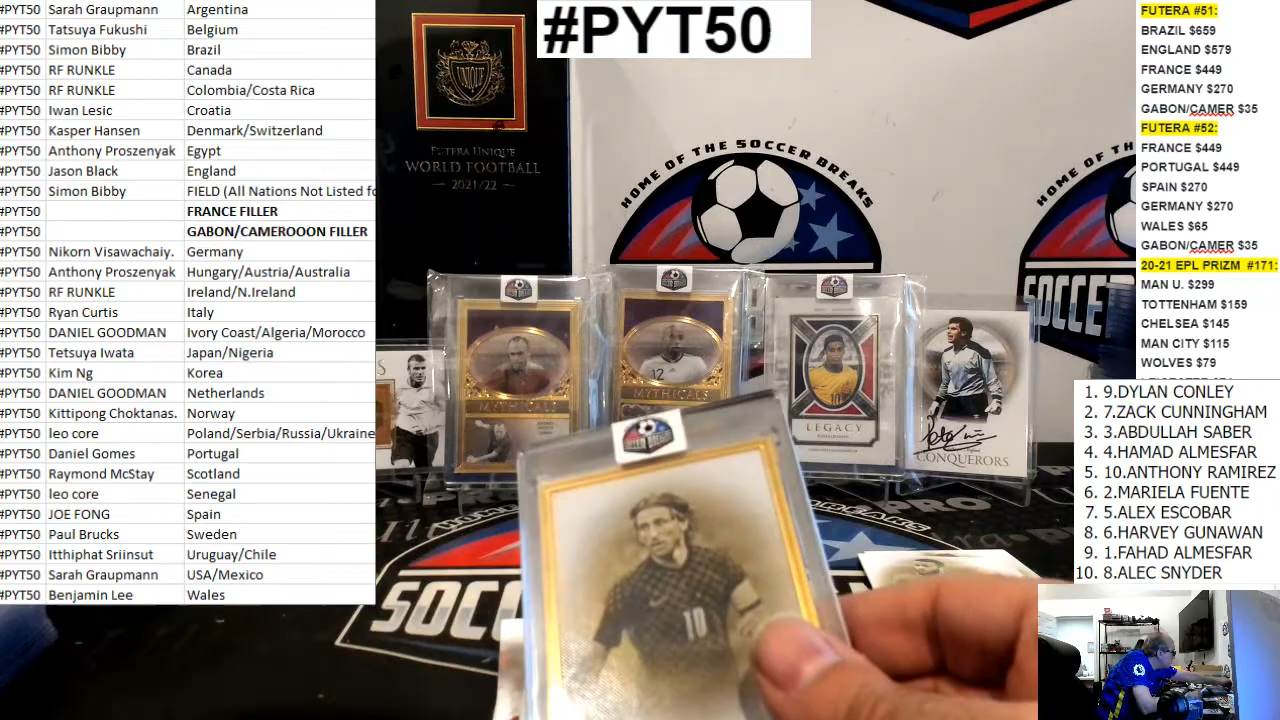 #PYT50 Sarah Graupmann Argentina
#PYT50 Tatsuya Fukushi Belgium
#PYT50 Simon Bibby Brazil
#PYT50 RF RUNKLE Canada
#PYT50 RF RUNKLE Colombia/Costa Rica
#PYT50 Iwan Lesic Croatia
#PYT50 Kasper Hansen Denmark/Switzerland
#PYT50 Anthony Proszenyak Egypt
#PYT50 Jason Black England
#PYT50 Simon Bibby FIELD (All Nations Not Listed fo
#PYT50 FRANCE FILLER
#PYT50 GABON/CAMEROOON FILLER
#PYT50 Nikorn Visawachaiy. Germany
#PYT50 Anthony Proszenyak Hungary/Austria/Australia
#PYT50 RF RUNKLE Ireland/N.Ireland
#PYT50 Ryan Curtis Italy
#PYT50 DANIEL GOODMAN Ivory Coast/Algeria/Morocco
#PYT50 Tetsuya Iwata Japan/Nigeria
#PYT50 Kim Ng Korea
#PYT50 DANIEL GOODMAN Netherlands
#PYT50 Kittipong Choktanas. Norway
#PYT50 leo core Poland/Serbia/Russia/Ukraine
#PYT50 Daniel Gomes Portugal
#PYT50 Raymond McStay Scotland
#PYT50 leo core Senegal
#PYT50 JOE FONG Spain
#PYT50 Paul Brucks Sweden
#PYT50 Itthiphat Sriinsut Uruguay/Chile
#PYT50 Sarah Graupmann USA/Mexico
#PYT50 Benjamin Lee Wales
UNIQUE
FUTERA UNIQUE
WORLD FOOTBALL
2021/22
#PYT50
HOME OF THE SOCCER BREAKS
HOME OF TH
SOCCER
MYTHICALS
MYTHICALS
12
10
LEGACY
CONQUERORS
10
SOCC
FUTERA #51:
BRAZIL $659
ENGLAND $579
FRANCE $449
GERMANY $270
GABON/CAMER $35
FUTERA #52:
FRANCE $449
PORTUGAL $449
SPAIN $270
GERMANY $270
WALES $65
GABON/CAMER $35
20-21 EPL PRIZM #171:
MAN U. $299
TOTTENHAM $159
CHELSEA $145
MAN CITY $115
WOLVES $79
1. 9.DYLAN CONLEY
2. 7.ZACK CUNNINGHAM
3. 3.ABDULLAH SABER
4. 4.HAMAD ALMESFAR
5. 10.ANTHONY RAMIREZ
6. 2.MARIELA FUENTE
7. 5.ALEX ESCOBAR
8. 6.HARVEY GUNAWAN
9. 1.FAHAD ALMESFAR
10. 8.ALEC SNYDER